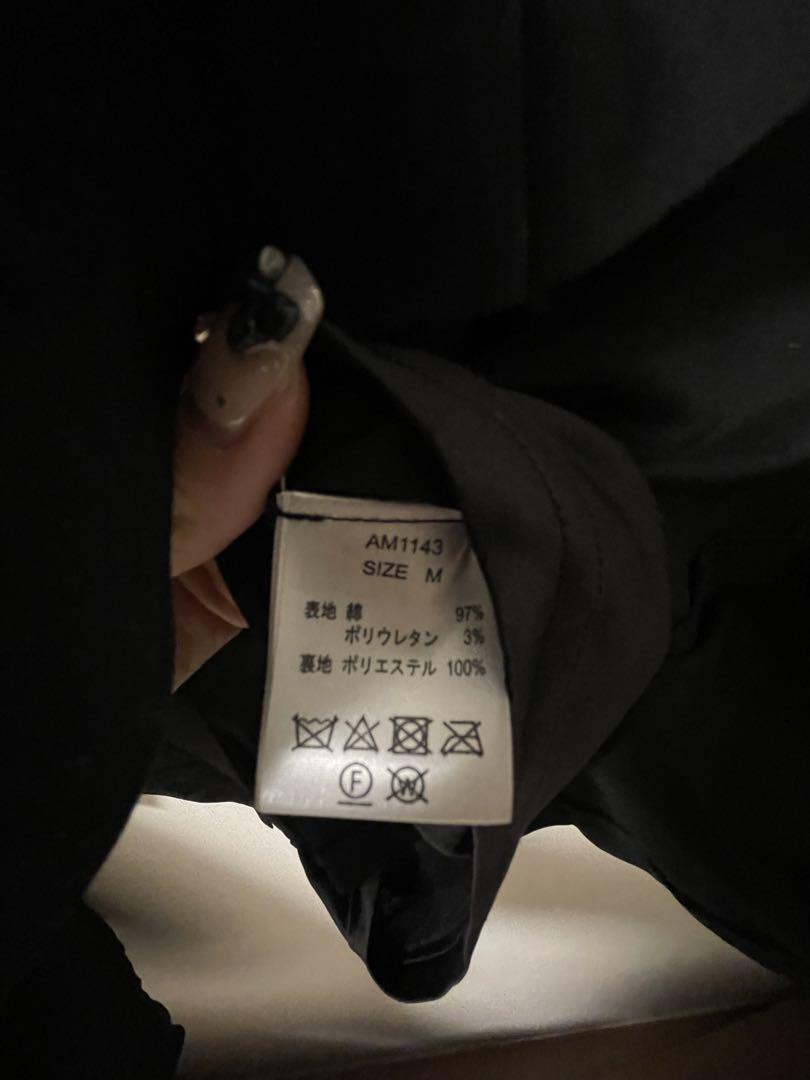 AM1143
SIZE M
表地 綿 97%
ポリウレタン 3%
裏地 ポリエステル 100%
F W